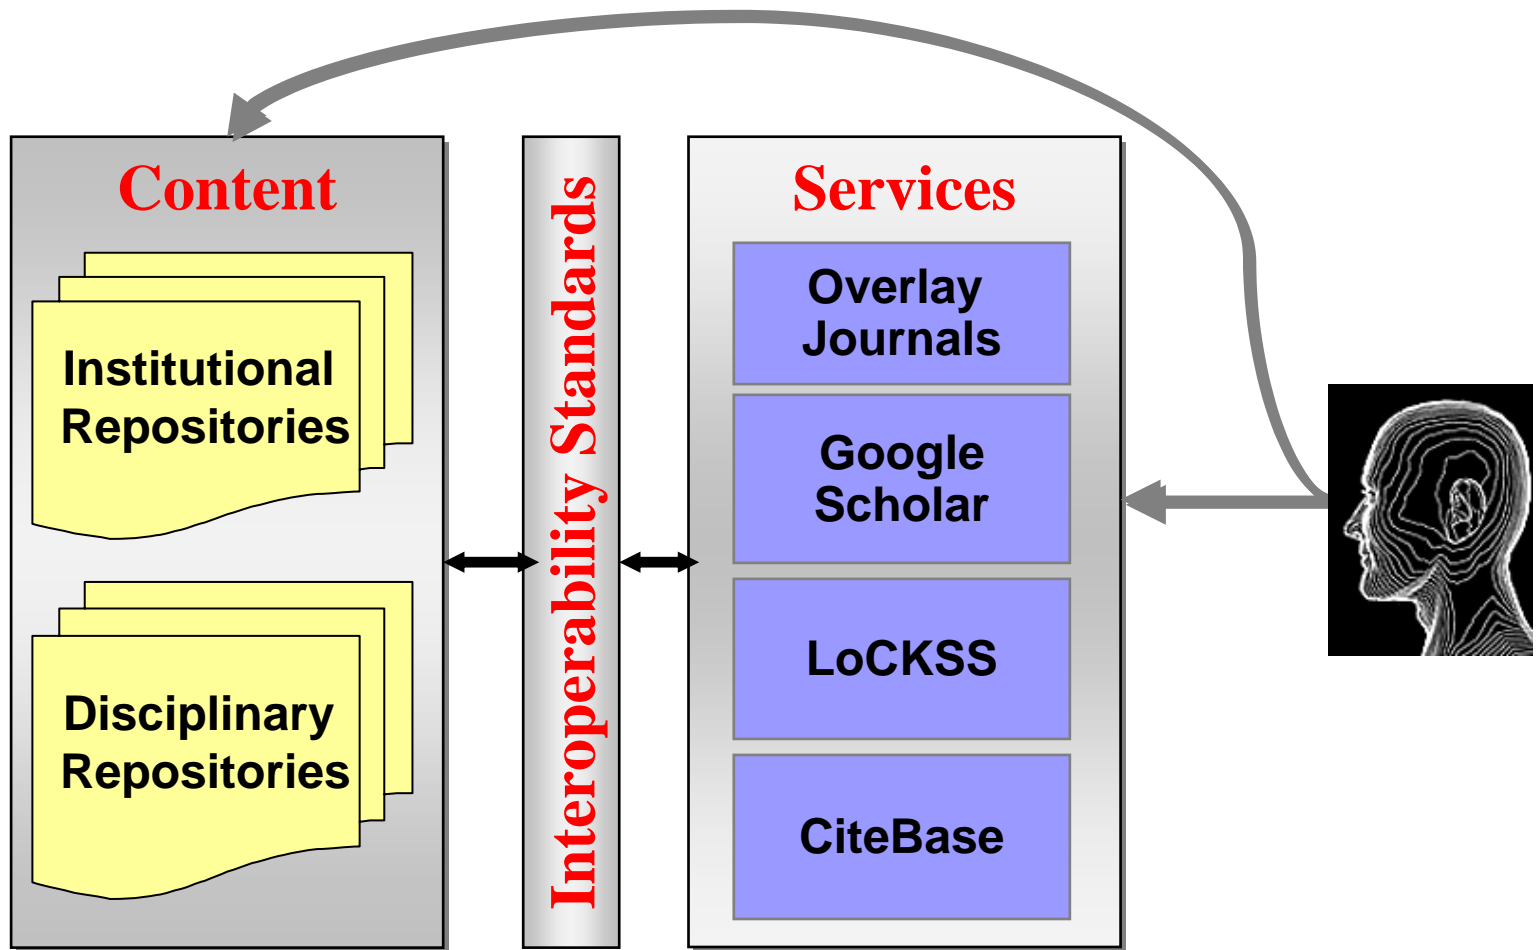 Content
Institutional
Repositories
Disciplinary
Repositories
Interoperability Standards
Services
Overlay
Journals
Google
Scholar
LoCKSS
CiteBase